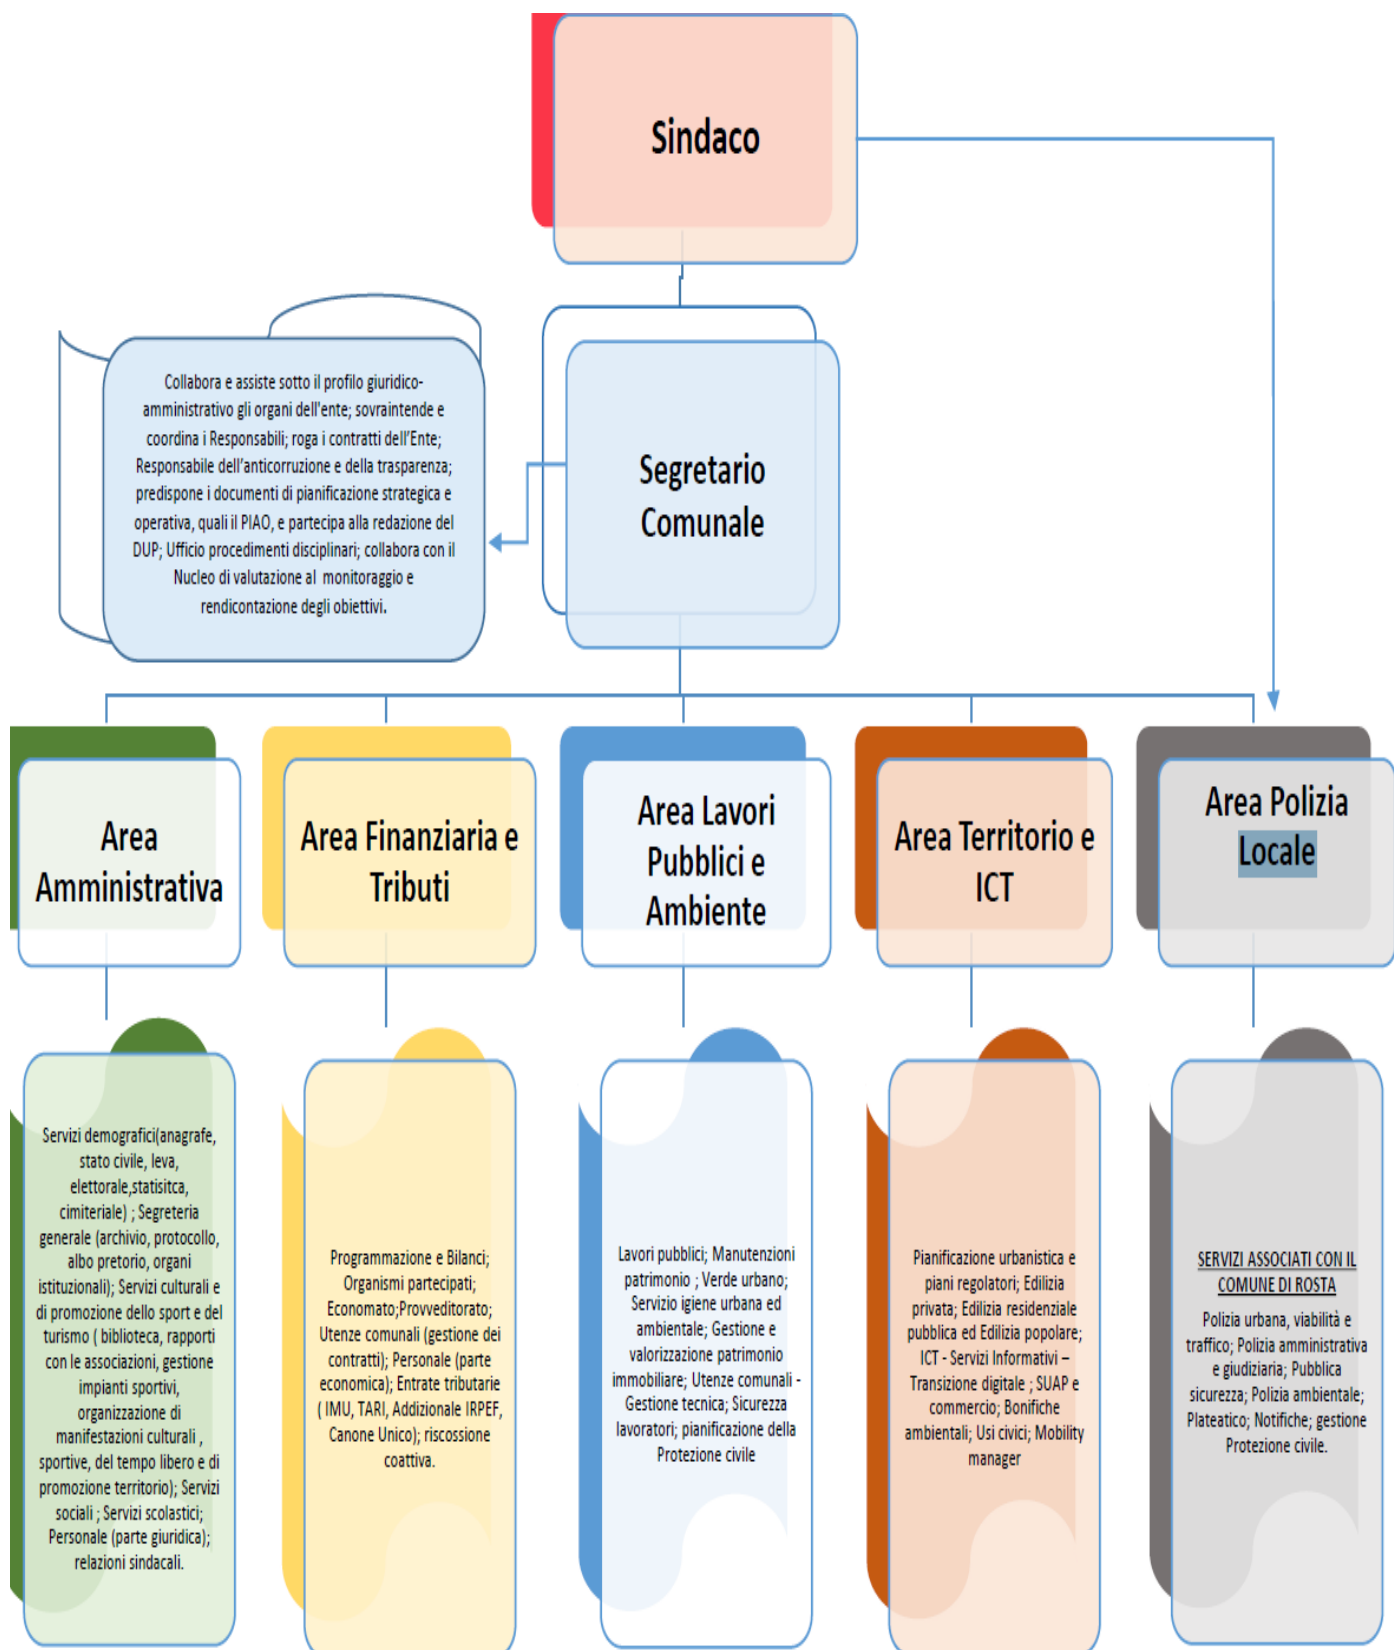 Sindaco
Collabora e assiste sotto il profilo giuridico-
amministrativo gli organi dell'ente; sovraintende e
coordina i Responsabili; roga i contratti dell'Ente;
Responsabile dell'anticorruzione e della trasparenza;
predispone i documenti di pianificazione strategica e
operativa, quali il PIAO, e partecipa alla redazione del
DUP; Ufficio procedimenti disciplinari; collabora con il
Nucleo di valutazione al monitoraggio e
rendicontazione degli obiettivi.
Segretario
Comunale
Area
Amministrativa
Area Finanziaria e
Tributi
Area Lavori
Pubblici e
Ambiente
Area Territorio e
ICT
Area Polizia
Locale
Servizi demografici(anagrafe,
stato civile, leva,
elettorale,statisitca,
cimiteriale) ; Segreteria
generale (archivio, protocollo,
albo pretorio, organi
istituzionali); Servizi culturali e
di promozione dello sport e del
turismo ( biblioteca, rapporti
con le associazioni, gestione
impianti sportivi,
organizzazione di
manifestazioni culturali ,
sportive, del tempo libero e di
promozione territorio); Servizi
sociali ; Servizi scolastici;
Personale (parte giuridica);
relazioni sindacali.
Programmazione e Bilanci;
Organismi partecipati;
Economato;Provveditorato;
Utenze comunali (gestione dei
contratti); Personale (parte
economica); Entrate tributarie
( IMU, TARI, Addizionale IRPEF,
Canone Unico); riscossione
coattiva.
Lavori pubblici; Manutenzioni
patrimonio ; Verde urbano;
Servizio igiene urbana ed
ambientale; Gestione e
valorizzazione patrimonio
immobiliare; Utenze comunali -
Gestione tecnica; Sicurezza
lavoratori; pianificazione della
Protezione civile
Pianificazione urbanistica e
piani regolatori; Edilizia
privata; Edilizia residenziale
pubblica ed Edilizia popolare;
ICT - Servizi Informativi –
Transizione digitale ; SUAP e
commercio; Bonifiche
ambientali; Usi civici; Mobility
manager
SERVIZI ASSOCIATI CON IL
COMUNE DI ROSTA
Polizia urbana, viabilità e
traffico; Polizia amministrativa
e giudiziaria; Pubblica
sicurezza; Polizia ambientale;
Plateatico; Notifiche; gestione
Protezione civile.